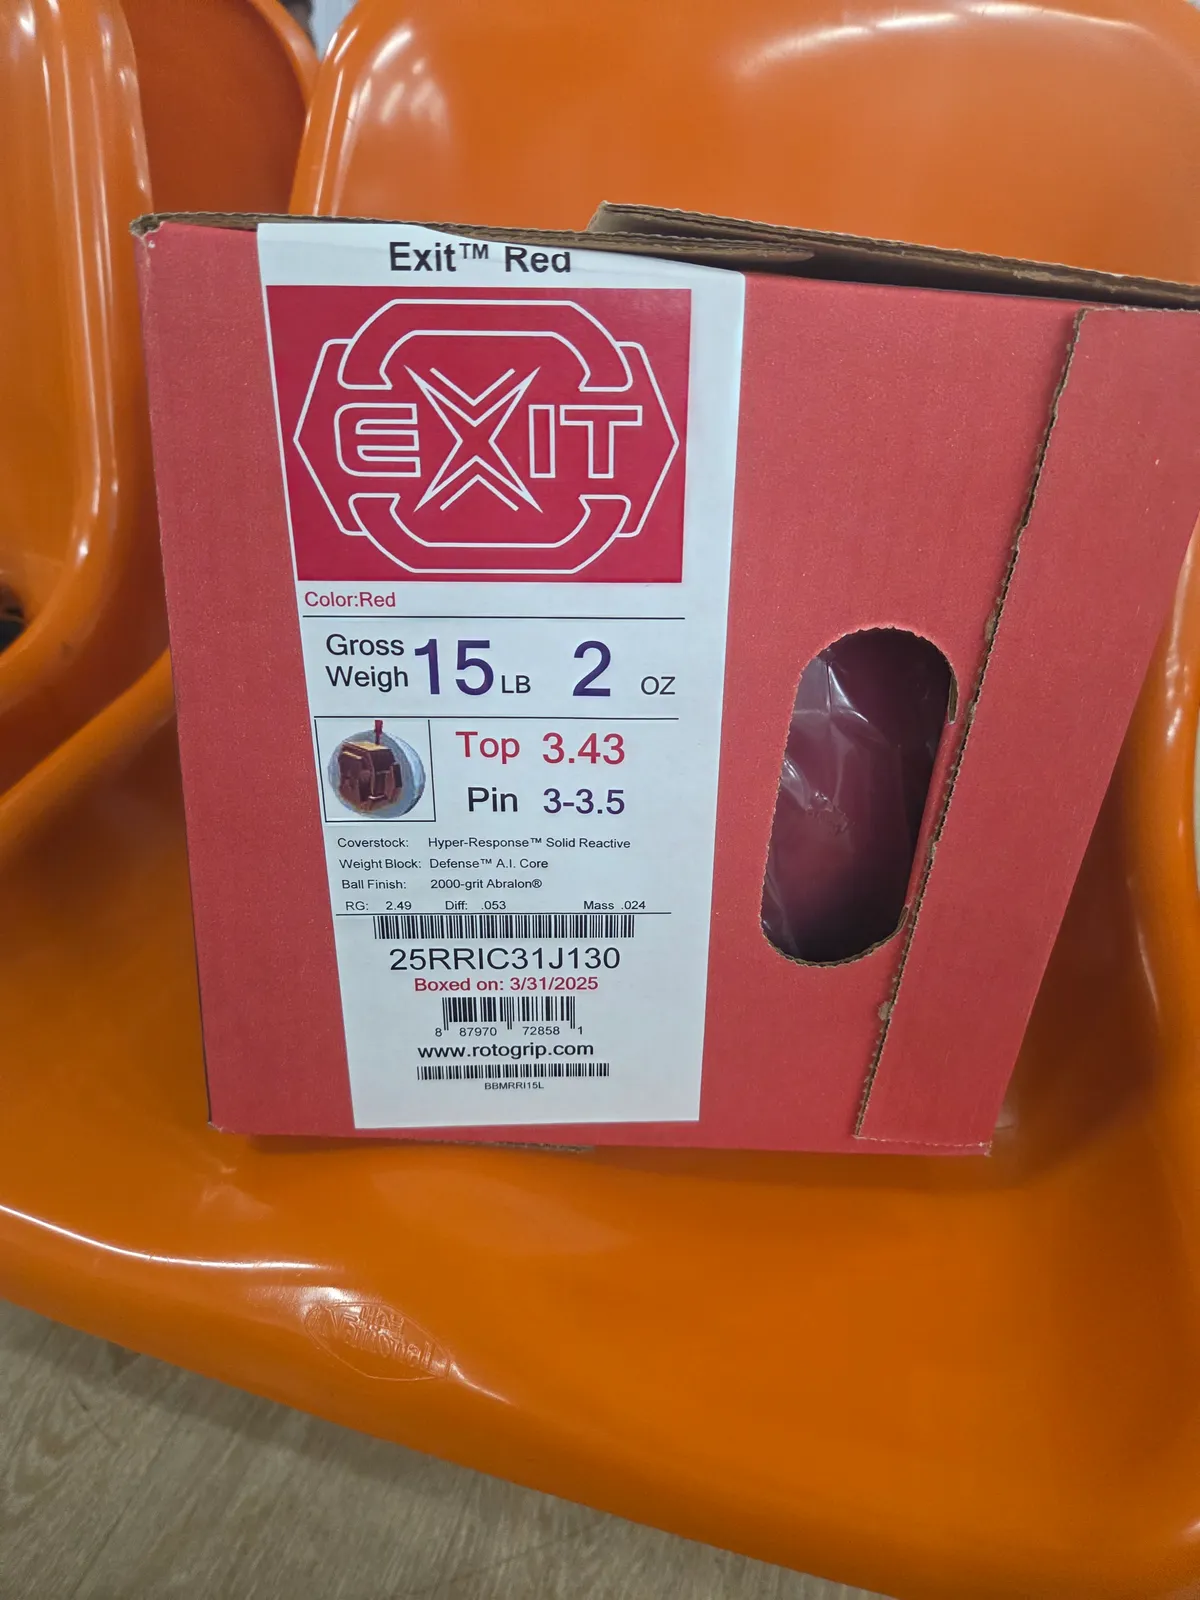 Exit™ Red
EXIT
Color:Red
Gross Weigh 15 LB 2 OZ
Top 3.43
Pin 3-3.5
Coverstock: Hyper-Response™ Solid Reactive
Weight Block: Defense™ A.I. Core
Ball Finish: 2000-grit Abralon®
RG: 2.49 Diff: .053 Mass .024
25RRIC31J130
Boxed on: 3/31/2025
8 87970 72858 1
www.rotogrip.com
BBMRRI15L
National